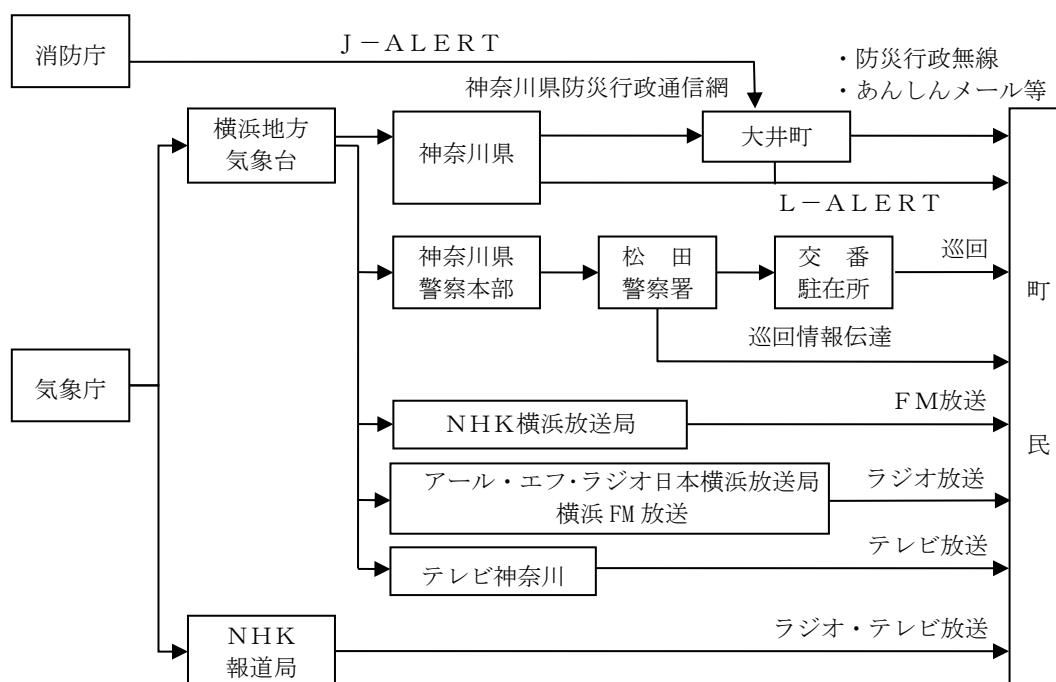 消防庁
J－ALERT
・防災行政無線
・あんしんメール等
神奈川県防災行政通信網
横浜地方
気象台
神奈川県
大井町
L－ALERT
神奈川県
警察本部
松　田
警察署
交　番
駐在所
巡回
巡回情報伝達
町
民
気象庁
NHK横浜放送局
FM放送
アール・エフ・ラジオ日本横浜放送局
横浜 FM 放送
ラジオ放送
テレビ神奈川
テレビ放送
NHK
報道局
ラジオ・テレビ放送